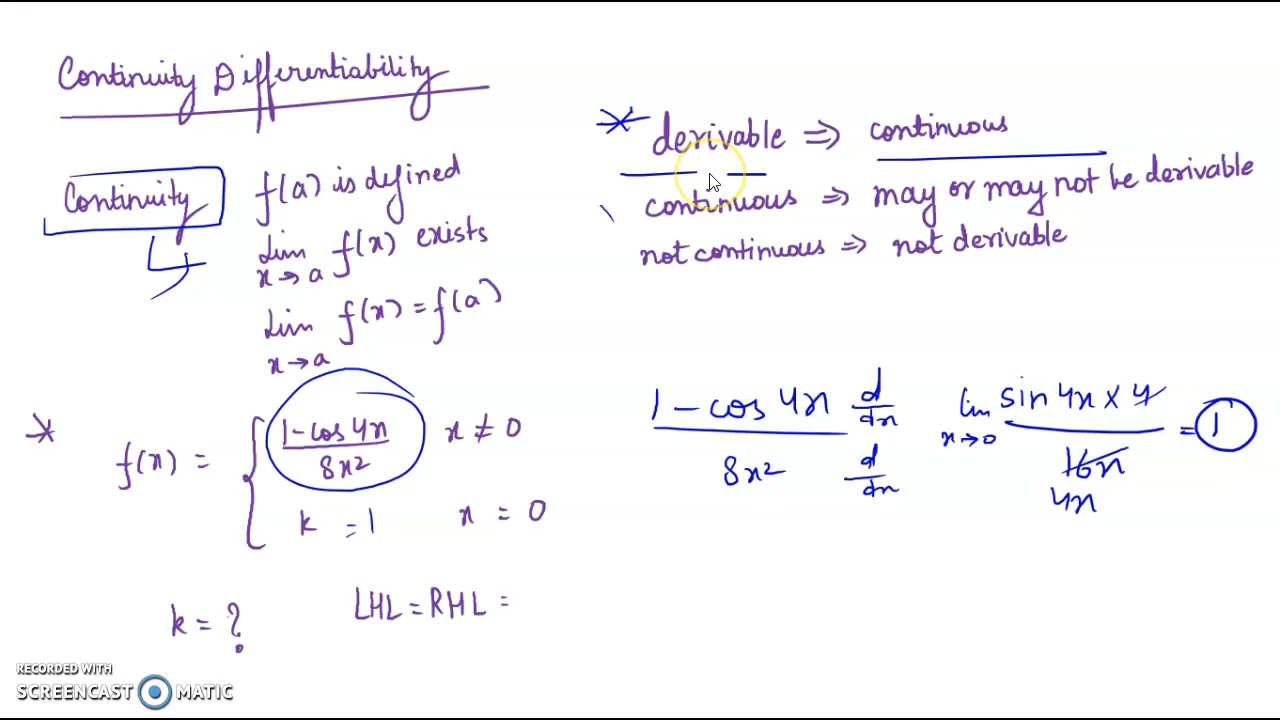 Continuity Differentiability
Continuity
f(a) is defined
lim f(x) exists
x→a
lim f(x) = f(a)
x→a
* derivable ⇒ continuous
continuous ⇒ may or may not be derivable
not continuous ⇒ not derivable
f(x) = { 1-cos 4x x ≠ 0
8x²
k = 1 x = 0
k = ?
LHL = RHL =
1 - cos 4x d/dx
8x² d/dx
lim sin 4x × 4 = 1
x→0 16x
4x
RECORDED WITH
SCREENCAST MATIC